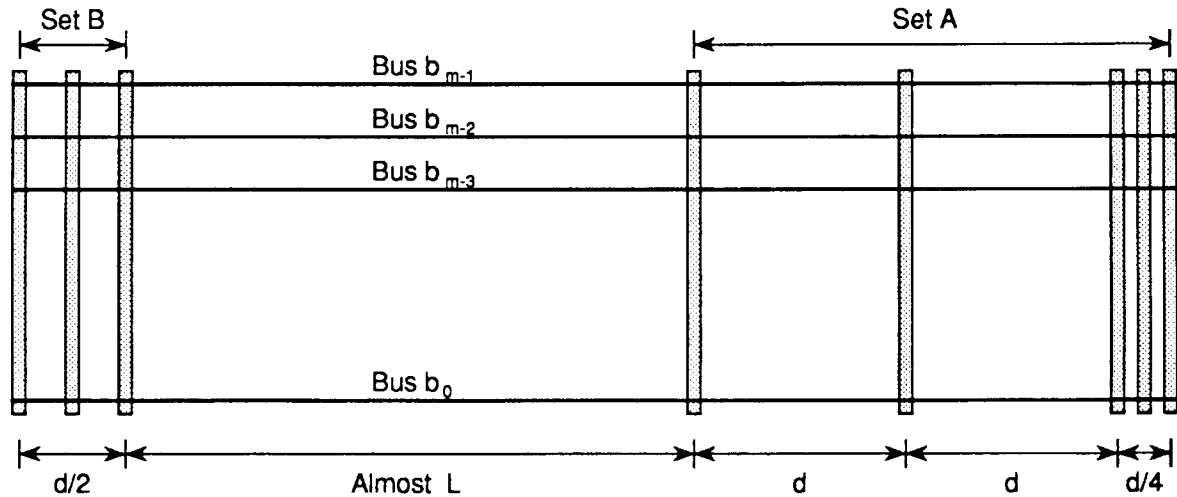 Set B
Set A
Bus b m-1
Bus b m-2
Bus b m-3
Bus b 0
d/2
Almost L
d
d
d/4